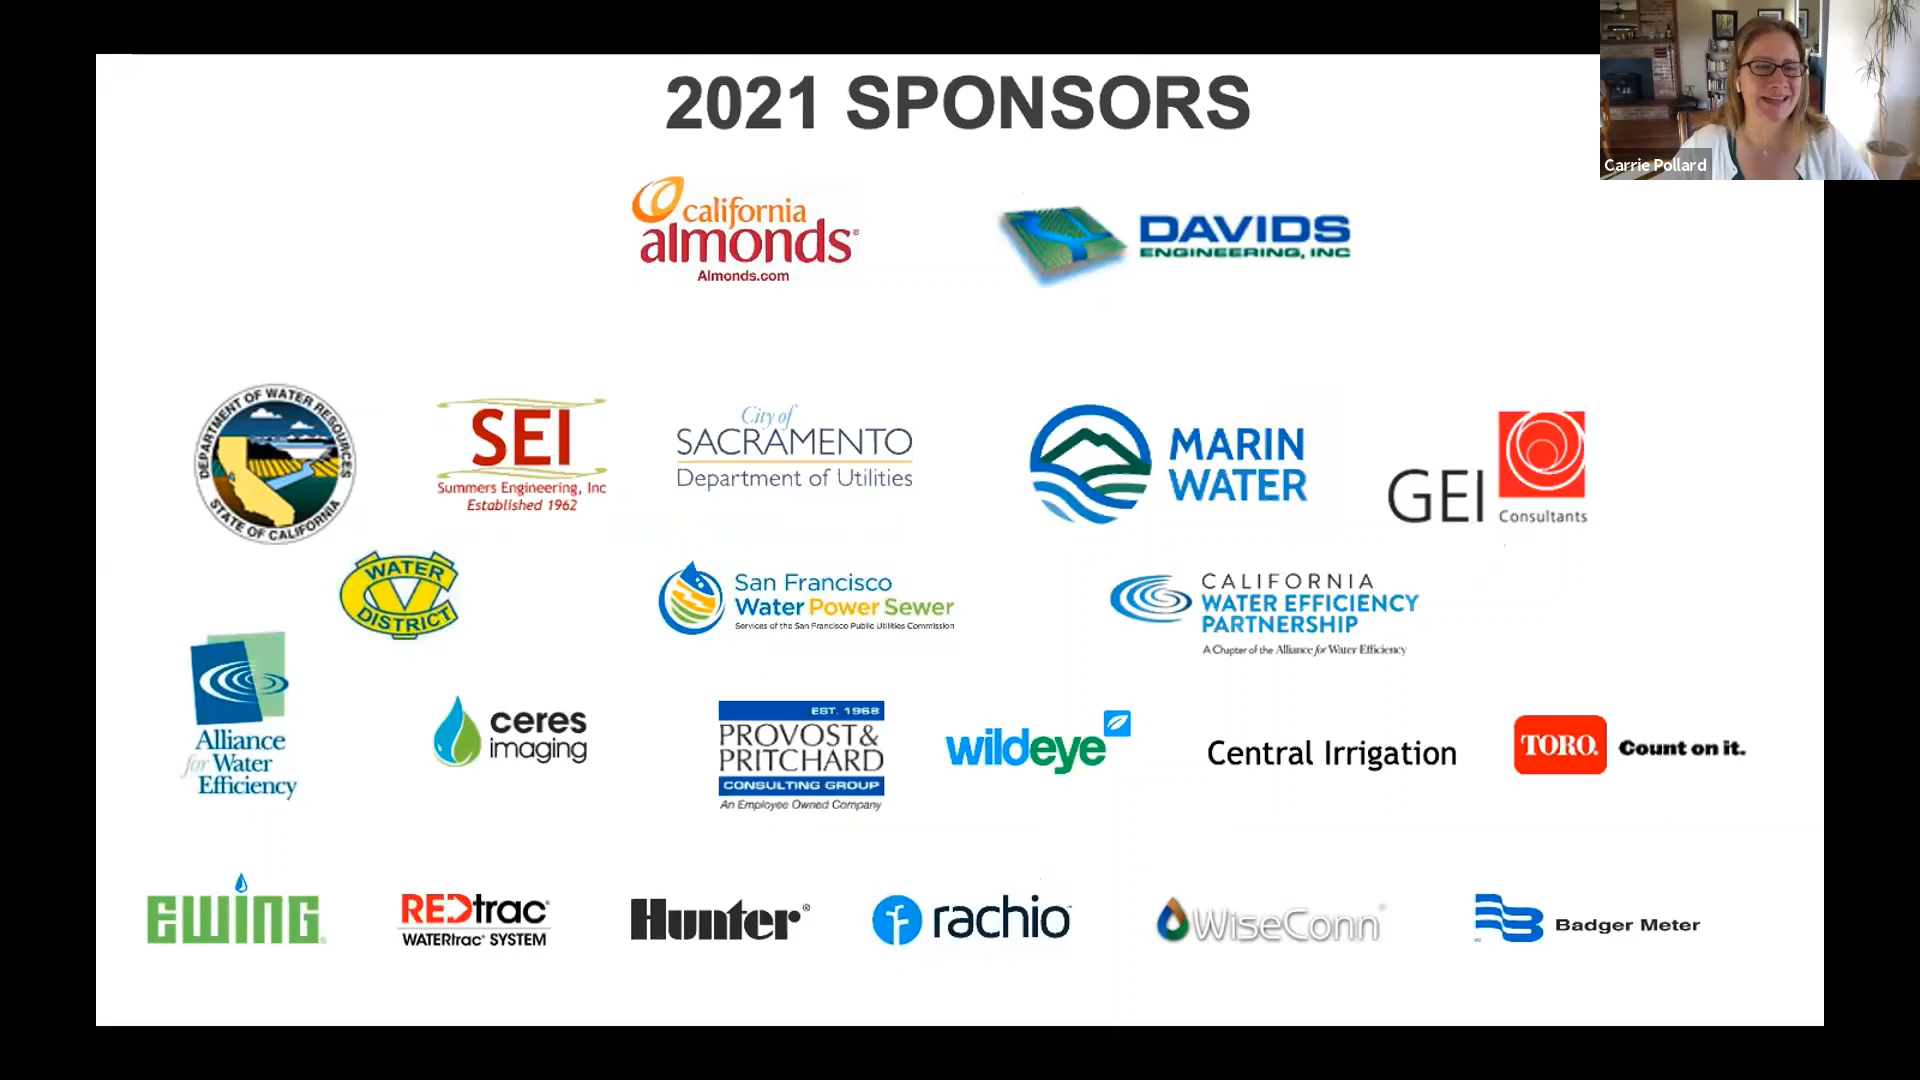 2021 SPONSORS
Carrie Pollard
california
almonds®
Almonds.com
DAVIDS
ENGINEERING, INC
DEPARTMENT OF WATER RESOURCES
STATE OF CALIFORNIA
SEI
Summers Engineering, Inc
Established 1962
City of
SACRAMENTO
Department of Utilities
MARIN
WATER
GEI
Consultants
WATER
CV
DISTRICT
San Francisco
Water Power Sewer
Services of the San Francisco Public Utilities Commission
CALIFORNIA
WATER EFFICIENCY
PARTNERSHIP
A Chapter of the Alliance for Water Efficiency
Alliance
for Water
Efficiency
ceres
imaging
EST. 1968
PROVOST&
PRITCHARD
CONSULTING GROUP
An Employee Owned Company
wildeye
Central Irrigation
TORO. Count on it.
EWING
REDtrac
WATERtrac® SYSTEM
Hunter®
rachio
WiseConn
Badger Meter